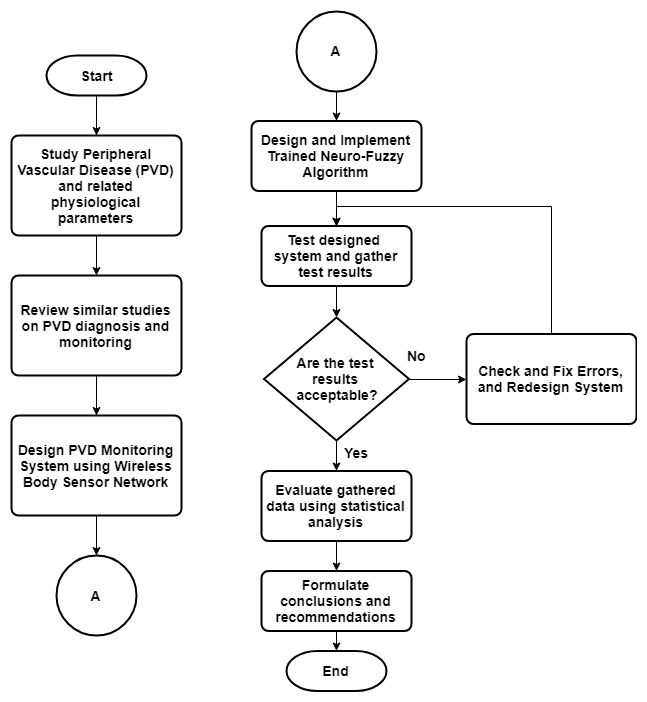 Start
Study Peripheral
Vascular Disease (PVD)
and related
physiological
parameters
Review similar studies
on PVD diagnosis and
monitoring
Design PVD Monitoring
System using Wireless
Body Sensor Network
A
A
Design and Implement
Trained Neuro-Fuzzy
Algorithm
Test designed
system and gather
test results
Are the test
results
acceptable?
No
Check and Fix Errors,
and Redesign System
Yes
Evaluate gathered
data using statistical
analysis
Formulate
conclusions and
recommendations
End